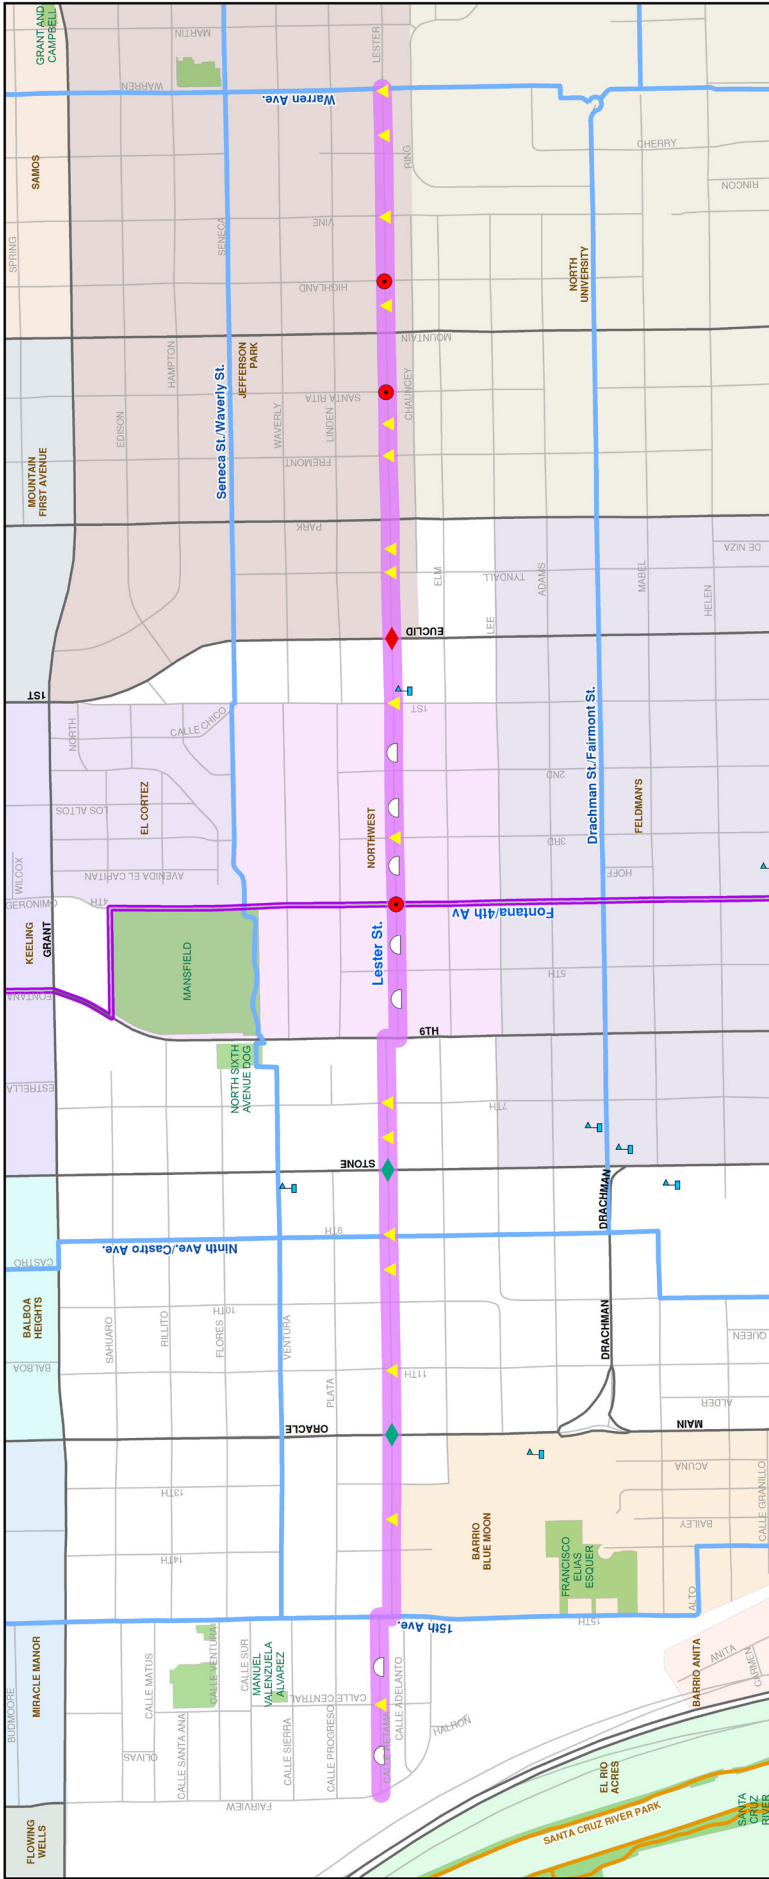 GRANT AND
CAMPBELL
MARTIN
LESTER
WARREN
Warren Ave.
SAMOS
SPRING
SENECA
VINE
RING
CHERRY
RINCON
HIGHLAND
NORTH
UNIVERSITY
MOUNTAIN
HAMPTON
JEFFERSON
PARK
Seneca St./Waverly St.
SANTA RITA
CHAUNCEY
EDISON
WAVERLY
LINDEN
FREMONT
MOUNTAIN
FIRST AVENUE
PARK
DE NIZA
ELM
TYNDALL
ADAMS
MABEL
HELEN
LEE
EUCLID
1ST
1ST
NORTH
CALLE CHICO
Drachman St./Fairmont St.
2ND
LOS ALTOS
EL CORTEZ
NORTHWEST
3RD
FELDMAN'S
WILCOX
AVENIDA EL CAPITAN
HOFF
GERONIMO
4TH
Fontana/4th Av
KEELING
GRANT
Lester St.
MANSFIELD
5TH
FONTANA
6TH
NORTH SIXTH
AVENUE DOG
ESTRELLA
7TH
STONE
DRACHMAN
9TH
Ninth Ave./Castro Ave.
CASTRO
BALBOA
HEIGHTS
10TH
SAHUARO
RILLITO
FLORES
VENTURA
DRACHMAN
QUEEN
BALBOA
11TH
PLATA
ALDER
ORACLE
MAIN
13TH
ACUNA
CALLE GRANILLO
BARRIO
BLUE MOON
BAILEY
14TH
FRANCISCO
ELIAS
ESQUER
ALTO
15TH
15th Ave.
BUDMOORE
MIRACLE MANOR
CALLE MATUS
CALLE VENTURA
CALLE SUR
MANUEL
VALENZUELA
ALVAREZ
CALLE CENTRAL
CALLE ADELANTO
BARRIO ANITA
ANITA
CARMEN
OLIVAS
CALLE SANTA ANA
CALLE SIERRA
CALLE PROGRESO
CALLE RETAMA
HALRON
FAIRVIEW
EL RIO
ACRES
SANTA CRUZ RIVER PARK
SANTA
CRUZ
RIVER
FLOWING
WELLS